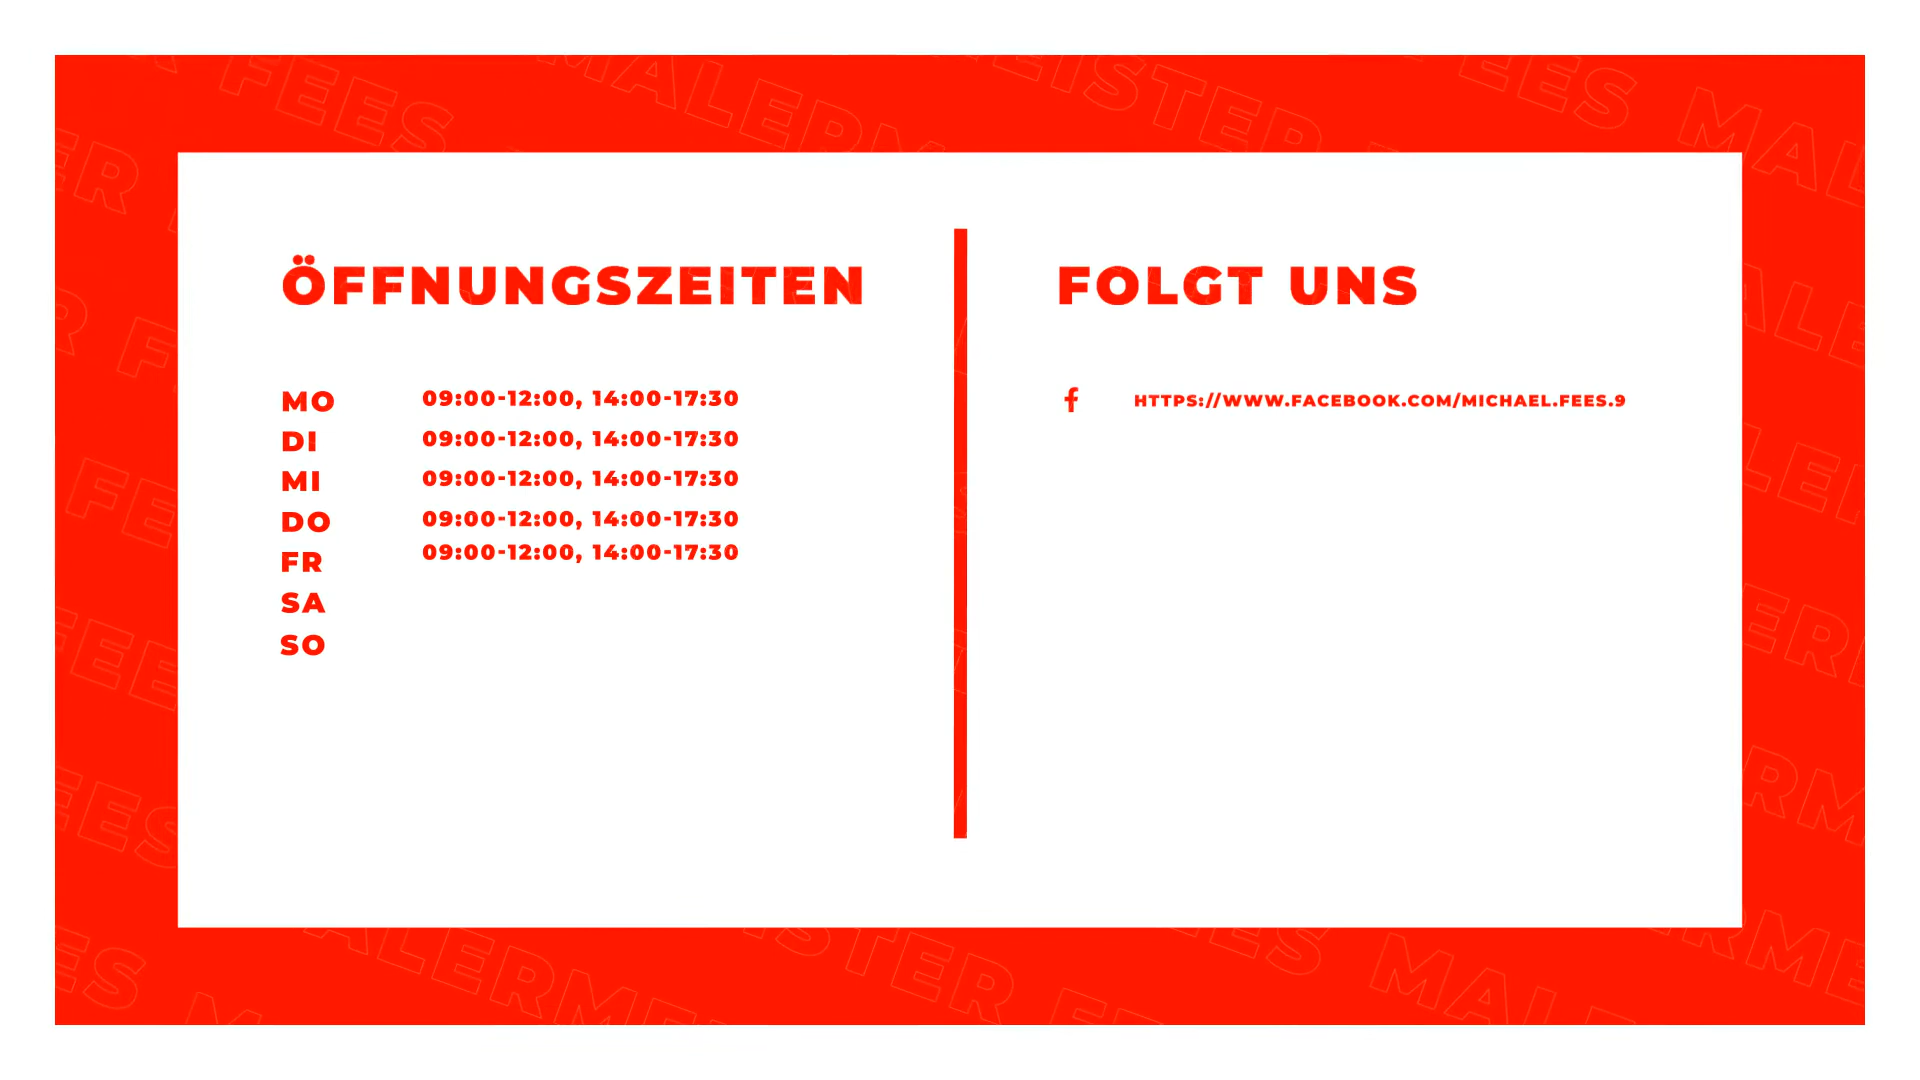 ÖFFNUNGSZEITEN
MO 09:00-12:00, 14:00-17:30
DI 09:00-12:00, 14:00-17:30
MI 09:00-12:00, 14:00-17:30
DO 09:00-12:00, 14:00-17:30
FR 09:00-12:00, 14:00-17:30
SA
SO
FOLGT UNS
HTTPS://WWW.FACEBOOK.COM/MICHAEL.FEES.9